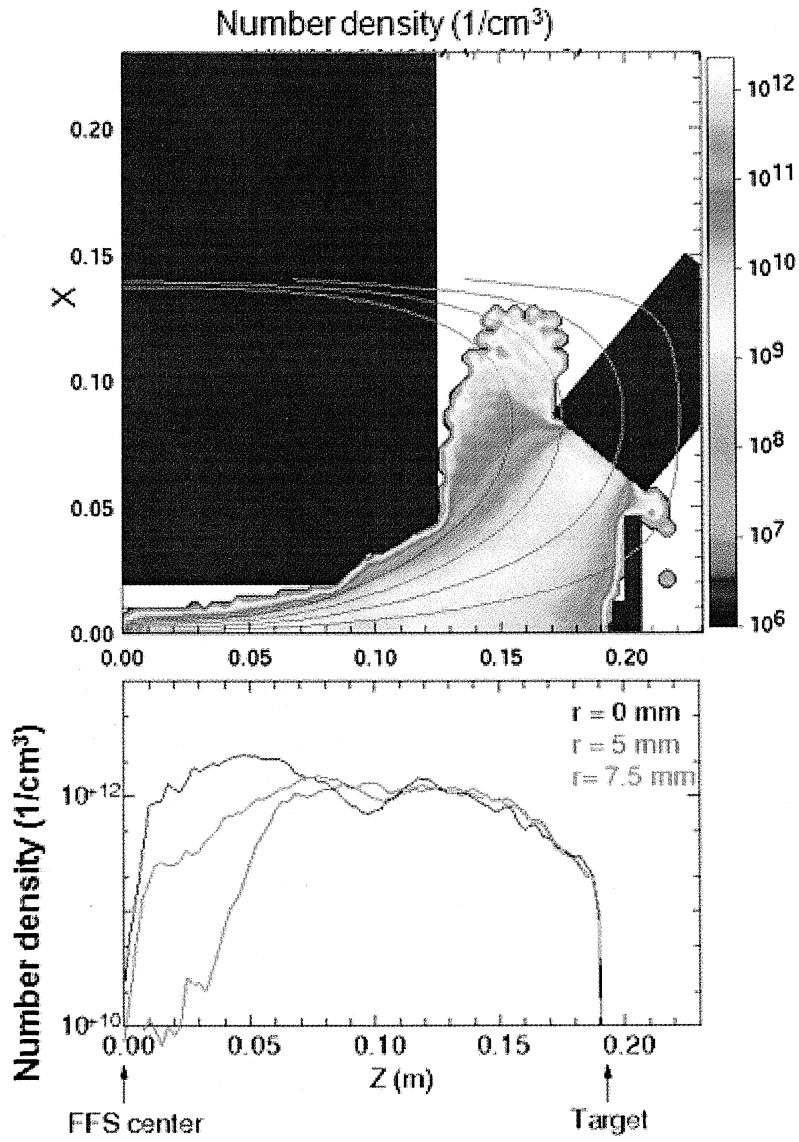 Number density (1/cm³)
0.20
0.15
0.10
0.05
0.00
X
0.00 0.05 0.10 0.15 0.20
10¹²
10¹¹
10¹⁰
10⁹
10⁸
10⁷
10⁶
r = 0 mm
r = 5 mm
r = 7.5 mm
Number density (1/cm³)
10⁺¹²
10⁺¹⁰
0.00 0.05 0.10 0.15 0.20
Z (m)
FFS center
Target